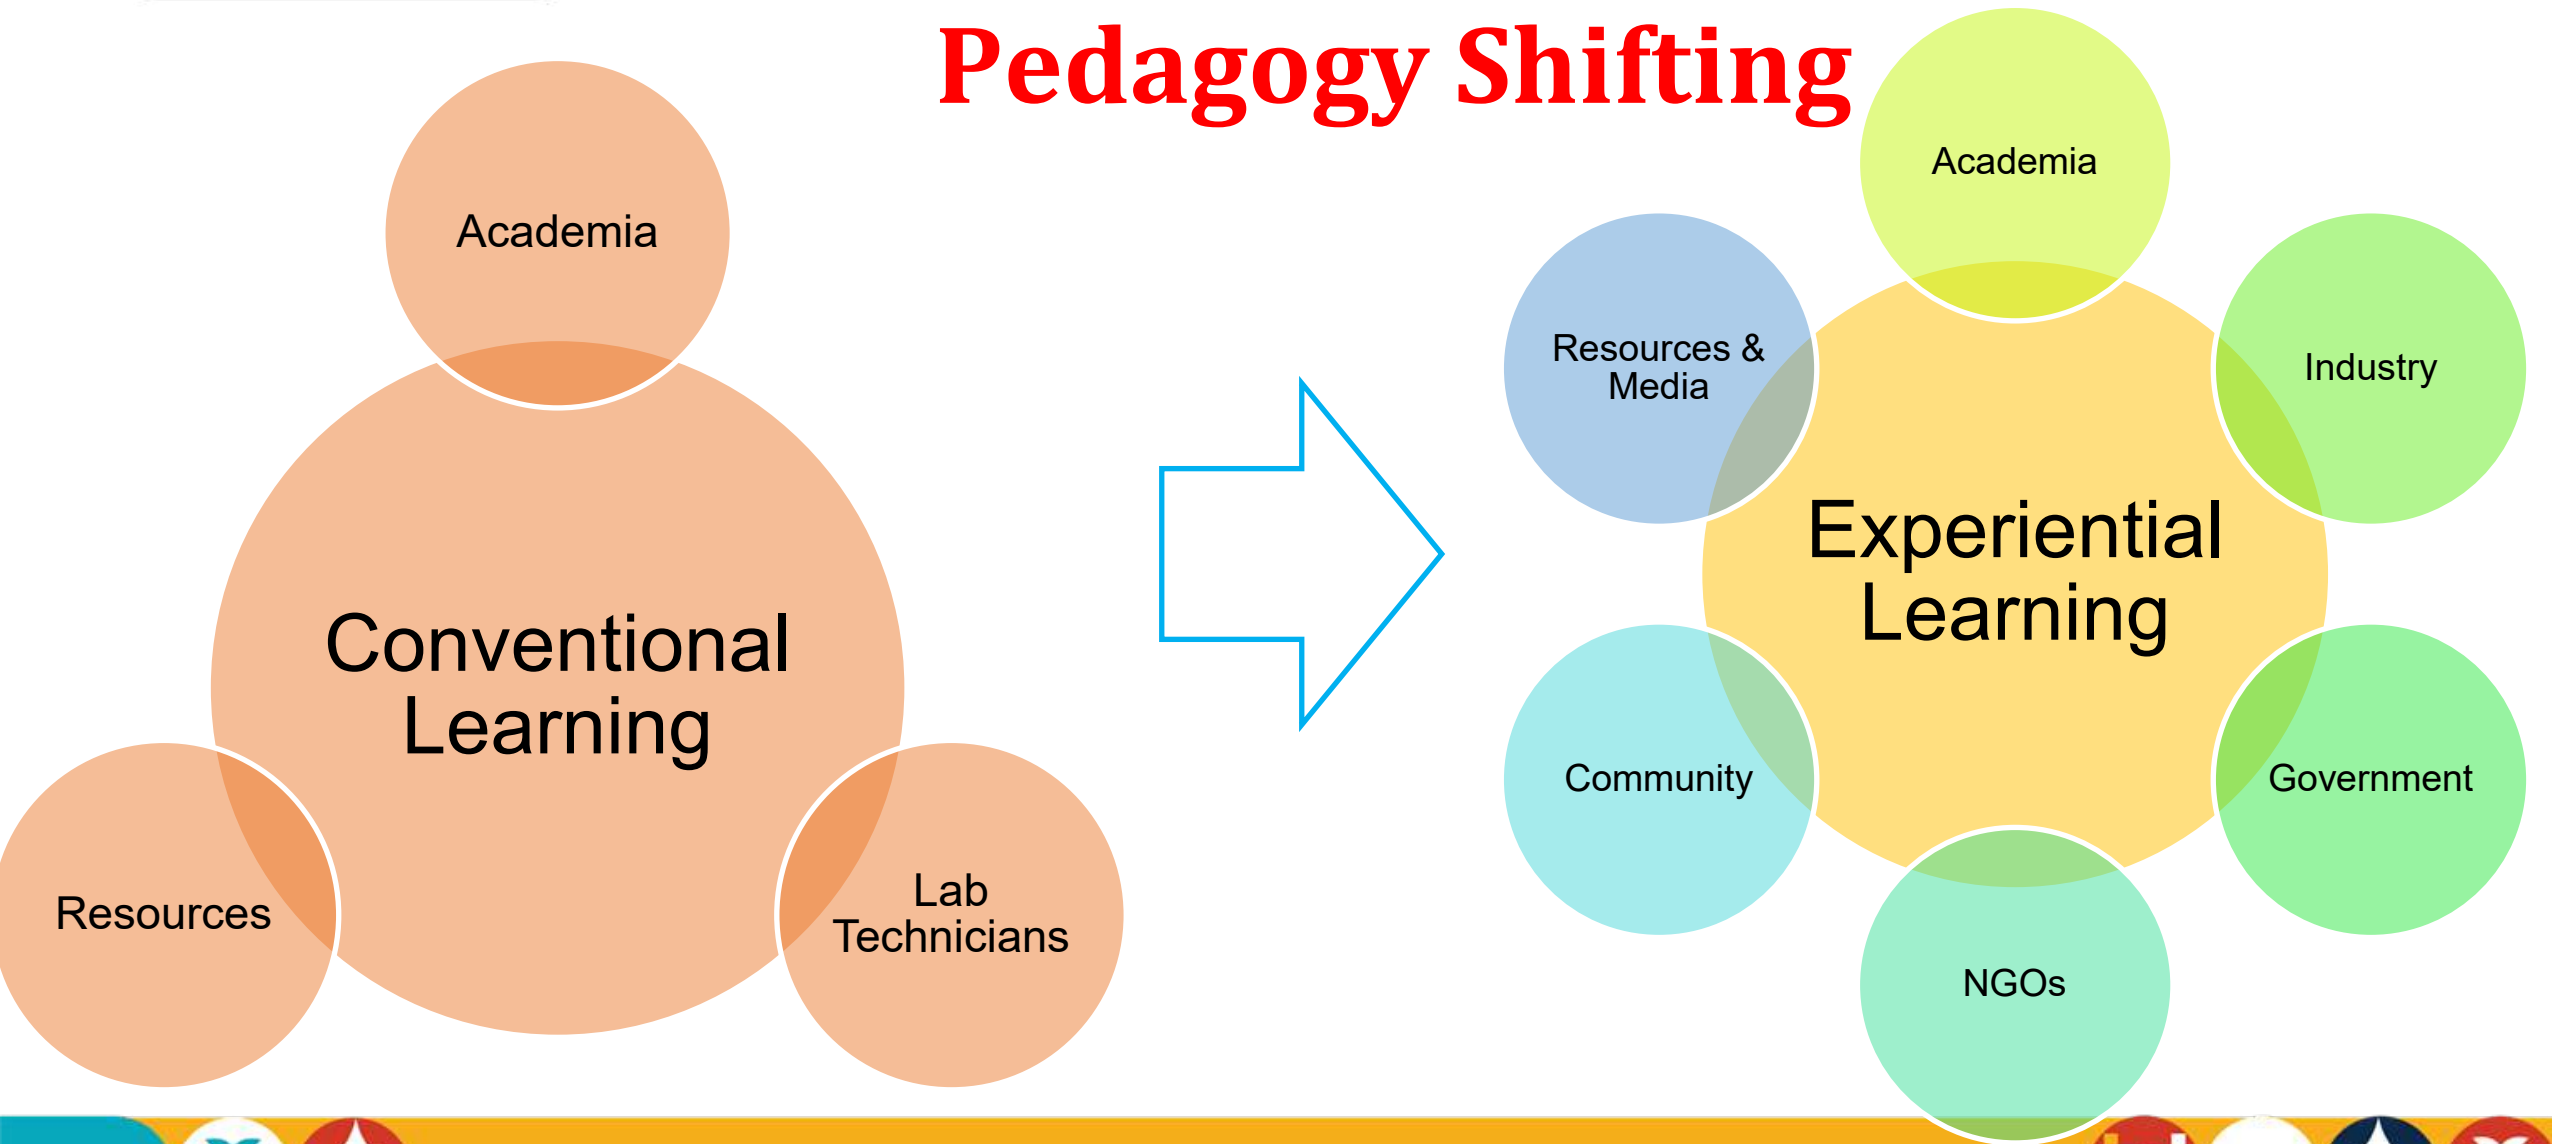 Pedagogy Shifting
Academia
Conventional
Learning
Resources
Lab
Technicians
Academia
Resources &
Media
Industry
Experiential
Learning
Community
Government
NGOs